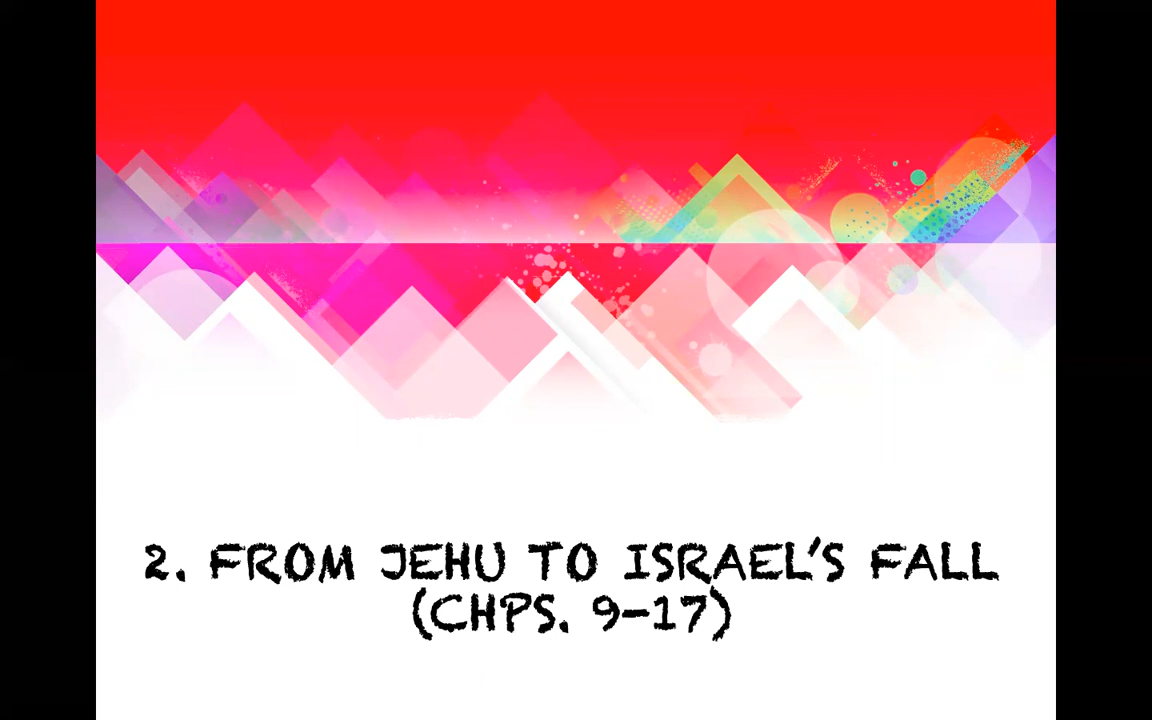 2. FROM JEHU TO ISRAEL'S FALL
(CHPS. 9-17)